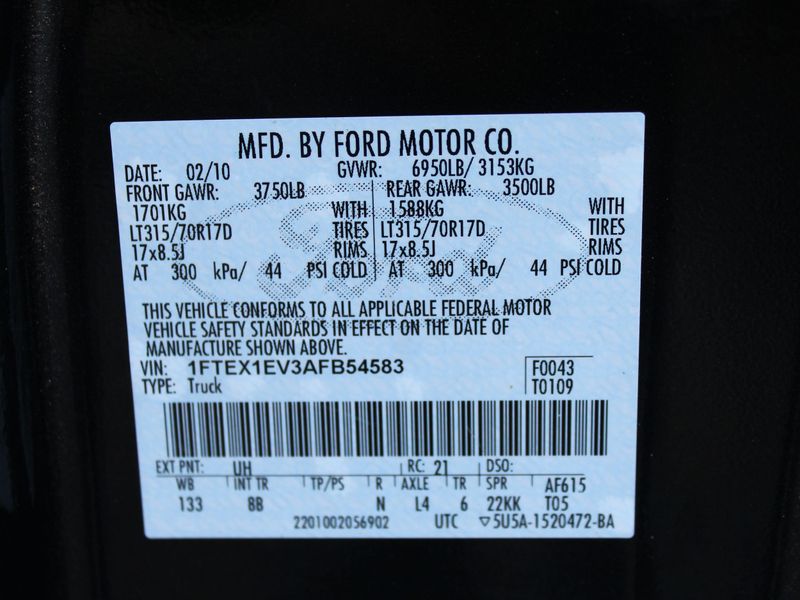 MFD. BY FORD MOTOR CO.
DATE: 02/10 GVWR: 6950LB/ 3153KG
FRONT GAWR: 3750LB REAR GAWR: 3500LB
1701KG WITH 1588KG WITH
LT315/70R17D TIRES LT315/70R17D TIRES
17x8.5J RIMS 17x8.5J RIMS
AT 300 kPa/ 44 PSI COLD AT 300 kPa/ 44 PSI COLD
Ford
THIS VEHICLE CONFORMS TO ALL APPLICABLE FEDERAL MOTOR
VEHICLE SAFETY STANDARDS IN EFFECT ON THE DATE OF
MANUFACTURE SHOWN ABOVE.
VIN: 1FTEX1EV3AFB54583 F0043
TYPE: Truck T0109
EXT PNT: UH RC: 21 DSO:
WB INT TR TP/PS R AXLE TR SPR AF615
133 8B N L4 6 22KK T05
2201002056902 UTC ▽5U5A-1520472-BA